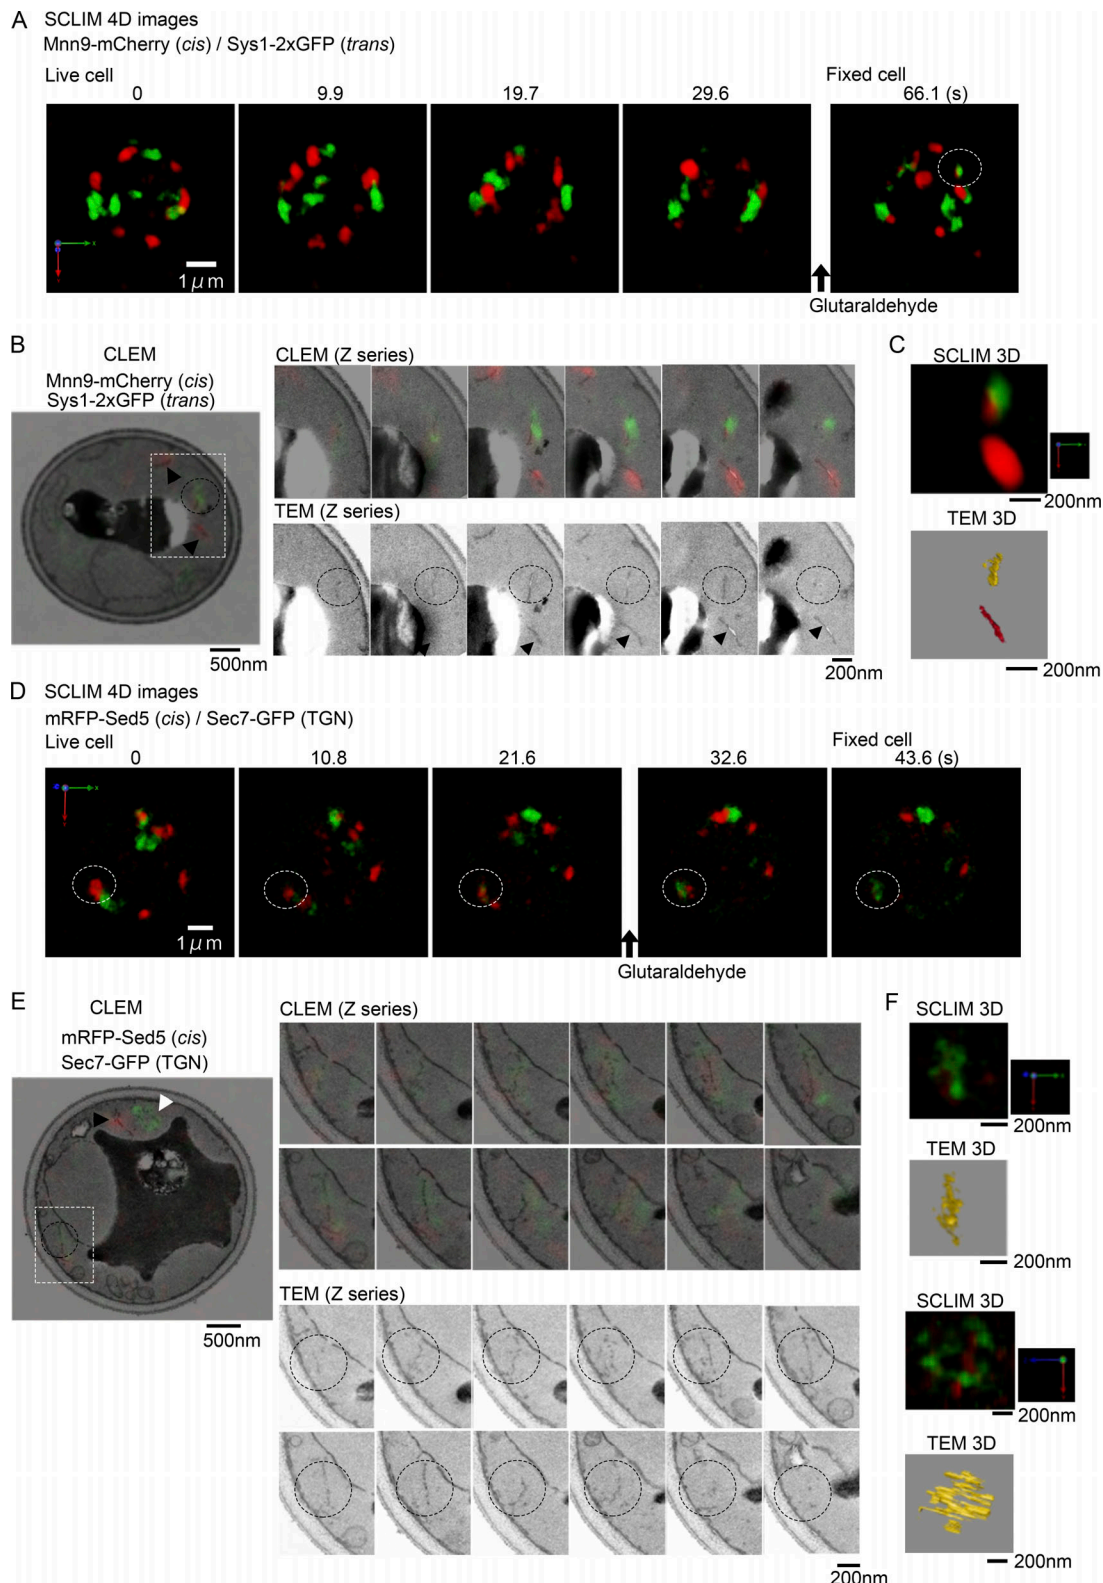 A
SCLIM 4D images
Mnn9-mCherry (cis) / Sys1-2xGFP (trans)
Live cell
Fixed cell
0
9.9
19.7
29.6
66.1 (s)
x
1 μm
Glutaraldehyde
B
CLEM
Mnn9-mCherry (cis)
Sys1-2xGFP (trans)
500nm
CLEM (Z series)
TEM (Z series)
200nm
C
SCLIM 3D
200nm
TEM 3D
200nm
D
SCLIM 4D images
mRFP-Sed5 (cis) / Sec7-GFP (TGN)
Live cell
Fixed cell
0
10.8
21.6
32.6
43.6 (s)
x
1 μm
Glutaraldehyde
E
CLEM
mRFP-Sed5 (cis)
Sec7-GFP (TGN)
500nm
CLEM (Z series)
TEM (Z series)
200nm
F
SCLIM 3D
200nm
TEM 3D
200nm
SCLIM 3D
200nm
TEM 3D
200nm